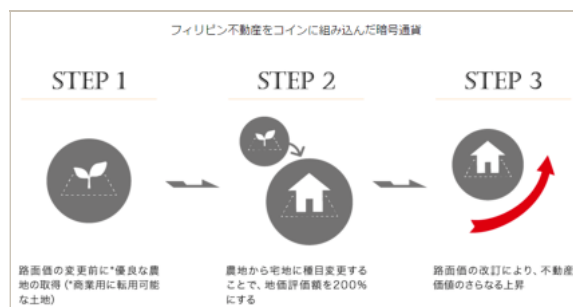 フィリピン不動産をコインに組み込んだ暗号通貨
STEP 1
STEP 2
STEP 3
路面価の変更前に"優良な農
地の取得 ("商業用に転用可能
な土地)
農地から宅地に種目変更する
ことで、地価評価額を200%
にする
路面価の改訂により、不動産
価値のさらなる上昇